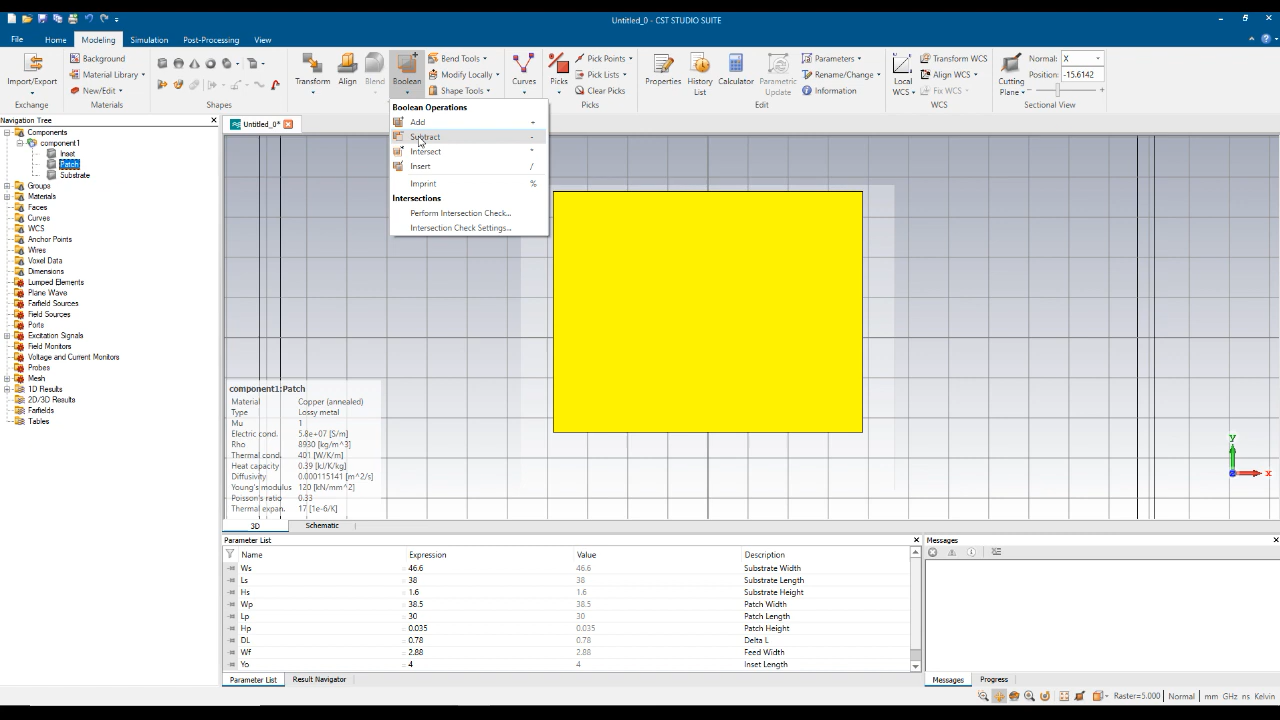 Untitled_0 - CST STUDIO SUITE
File Home Modeling Simulation Post-Processing View
Import/Export
Exchange
Background
Material Library
New/Edit
Materials
Shapes
Transform Align Blend Boolean
Bend Tools
Modify Locally
Shape Tools
Curves
Picks
Pick Points
Pick Lists
Clear Picks
Picks
Properties
History List
Calculator
Parametric Update
Parameters
Rename/Change
Information
Edit
Local WCS
Transform WCS
Align WCS
Fix WCS
WCS
Cutting Plane
Normal: X
Position: -15.6142
Sectional View
Boolean Operations
Add +
Subtract -
Intersect *
Insert /
Imprint %
Intersections
Perform Intersection Check...
Intersection Check Settings...
Navigation Tree
Components
component1
Inset
Patch
Substrate
Groups
Materials
Faces
Curves
WCS
Anchor Points
Wires
Voxel Data
Dimensions
Lumped Elements
Plane Wave
Farfield Sources
Field Sources
Ports
Excitation Signals
Field Monitors
Voltage and Current Monitors
Probes
Mesh
1D Results
2D/3D Results
Farfields
Tables
Untitled_0*
component1:Patch
Material Copper (annealed)
Type Lossy metal
Mu 1
Electric cond. 5.8e+07 [S/m]
Rho 8930 [kg/m^3]
Thermal cond. 401 [W/K/m]
Heat capacity 0.39 [kJ/K/kg]
Diffusivity 0.000115141 [m^2/s]
Young's modulus 120 [kN/mm^2]
Poisson's ratio 0.33
Thermal expan. 17 [1e-6/K]
y
x
3D Schematic
Parameter List
Name Expression Value Description
Ws = 46.6 46.6 Substrate Width
Ls = 38 38 Substrate Length
Hs = 1.6 1.6 Substrate Height
Wp = 38.5 38.5 Patch Width
Lp = 30 30 Patch Length
Hp = 0.035 0.035 Patch Height
DL = 0.78 0.78 Delta L
Wf = 2.88 2.88 Feed Width
Yo = 4 4 Inset Length
Parameter List Result Navigator
Messages
Messages Progress
Raster=5.000 Normal mm GHz ns Kelvin